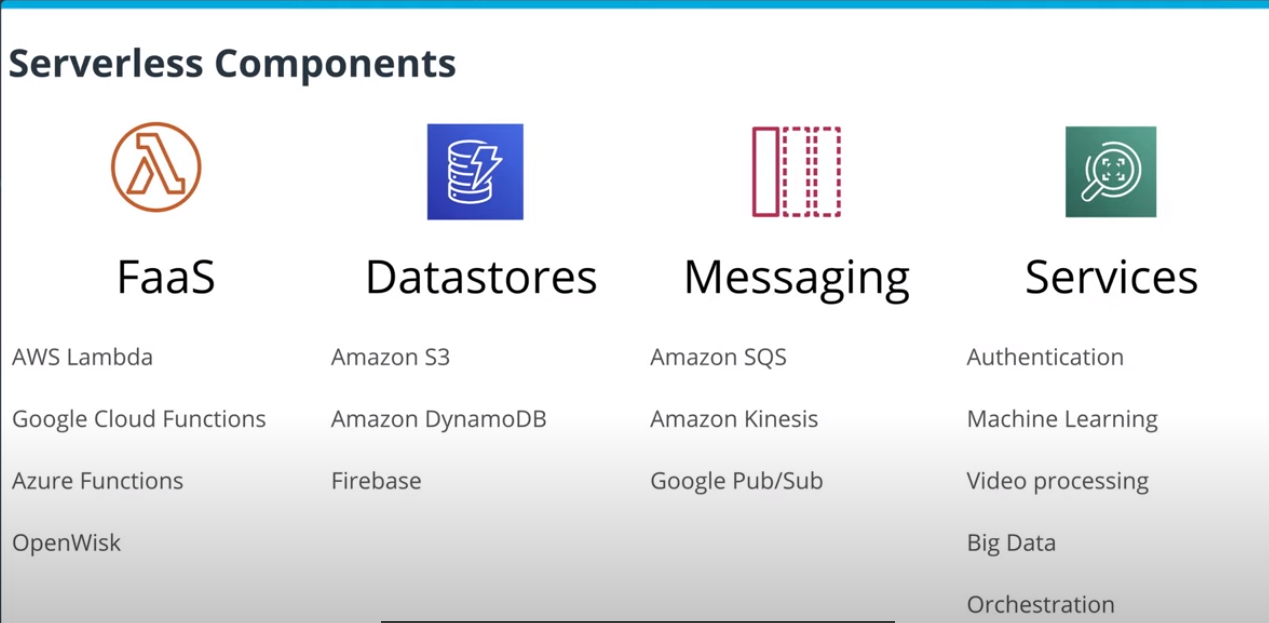 Serverless Components
FaaS
AWS Lambda
Google Cloud Functions
Azure Functions
OpenWisk
Datastores
Amazon S3
Amazon DynamoDB
Firebase
Messaging
Amazon SQS
Amazon Kinesis
Google Pub/Sub
Services
Authentication
Machine Learning
Video processing
Big Data
Orchestration